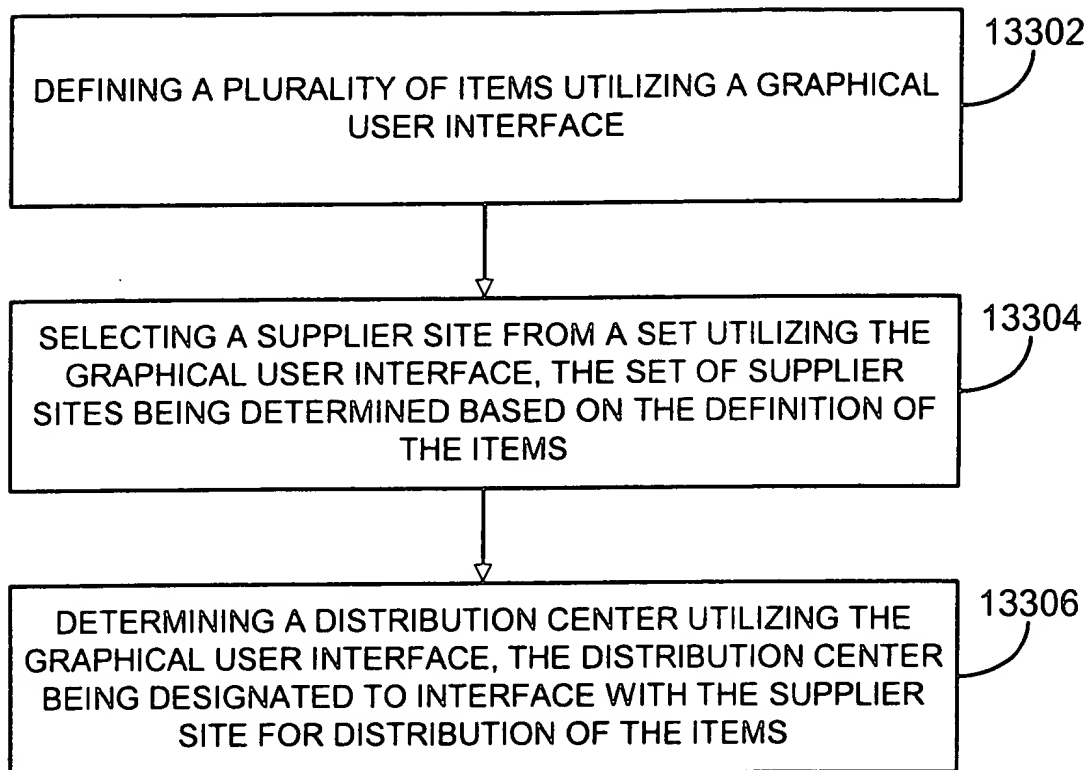 13302
DEFINING A PLURALITY OF ITEMS UTILIZING A GRAPHICAL
USER INTERFACE
13304
SELECTING A SUPPLIER SITE FROM A SET UTILIZING THE
GRAPHICAL USER INTERFACE, THE SET OF SUPPLIER
SITES BEING DETERMINED BASED ON THE DEFINITION OF
THE ITEMS
13306
DETERMINING A DISTRIBUTION CENTER UTILIZING THE
GRAPHICAL USER INTERFACE, THE DISTRIBUTION CENTER
BEING DESIGNATED TO INTERFACE WITH THE SUPPLIER
SITE FOR DISTRIBUTION OF THE ITEMS